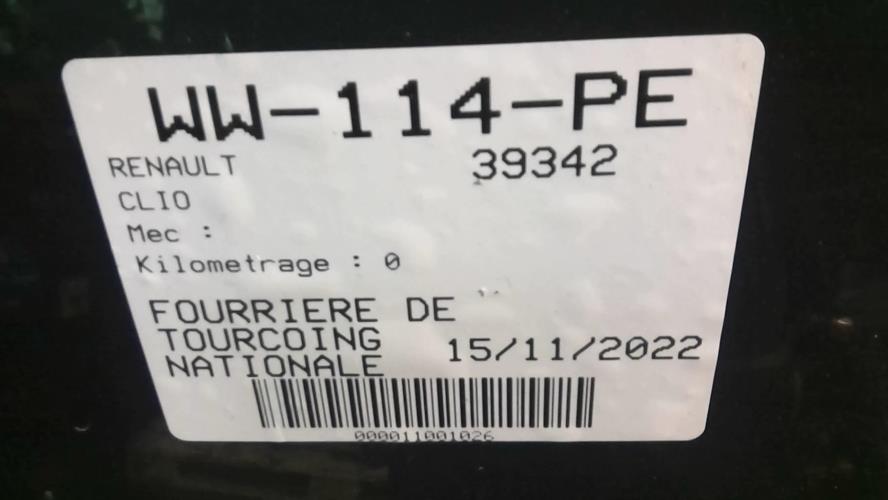 WW-114-PE
RENAULT 39342
CLIO
Mec :
Kilometrage : 0
FOURRIERE DE
TOURCOING
NATIONALE 15/11/2022
000011001026